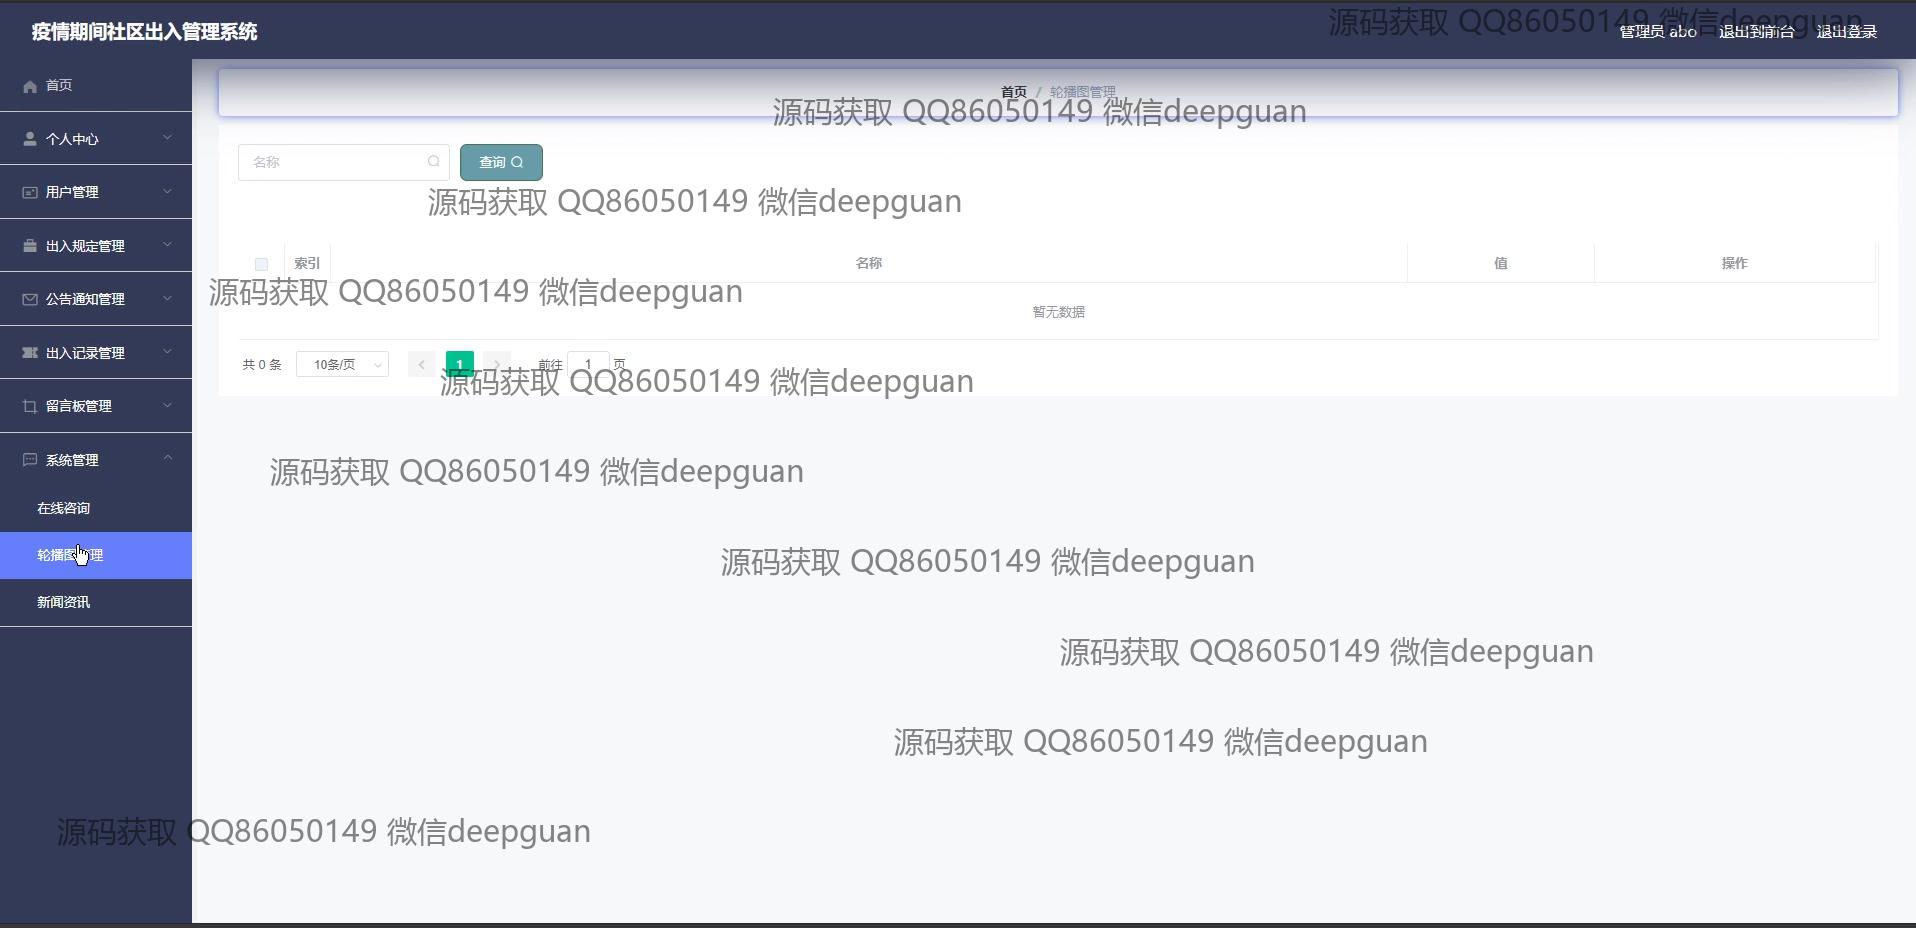 疫情期间社区出入管理系统
源码获取 QQ86050149 微信deepguan
管理员 abo 退出到前台 退出登录
首页
首页 / 轮播图管理
源码获取 QQ86050149 微信deepguan
个人中心
名称
查询
用户管理
源码获取 QQ86050149 微信deepguan
出入规定管理
索引 名称 值 操作
公告通知管理
源码获取 QQ86050149 微信deepguan
暂无数据
出入记录管理
共 0 条 10条/页 1 前往 1 页
源码获取 QQ86050149 微信deepguan
留言板管理
系统管理
源码获取 QQ86050149 微信deepguan
在线咨询
轮播图管理
源码获取 QQ86050149 微信deepguan
新闻资讯
源码获取 QQ86050149 微信deepguan
源码获取 QQ86050149 微信deepguan
源码获取 QQ86050149 微信deepguan